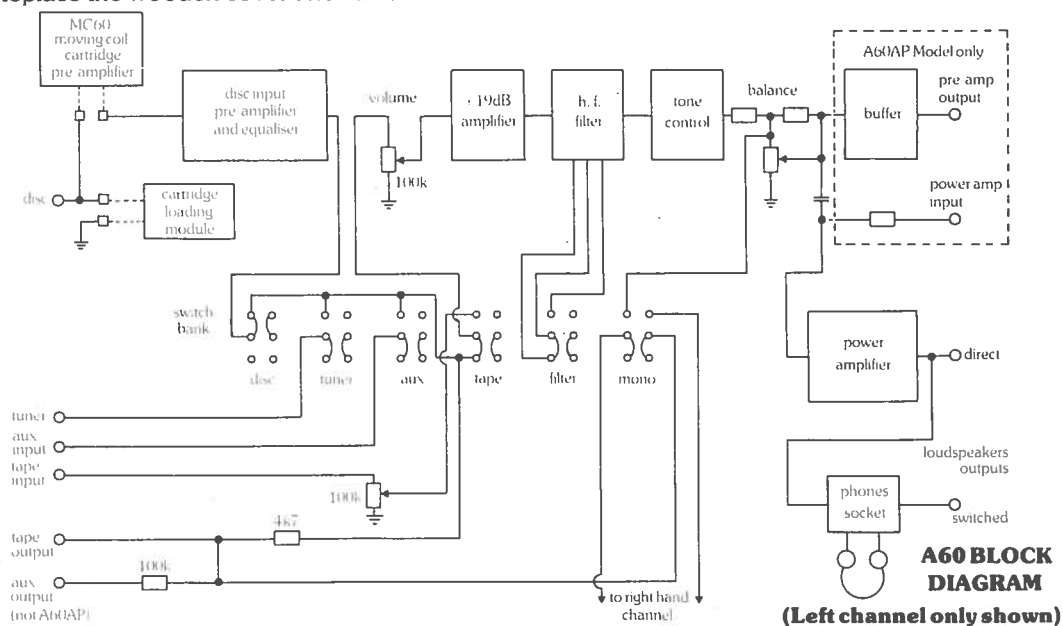 MC60
moving coil
cartridge
pre amplifier
disc input
pre amplifier
and equaliser
volume
100k
+19dB
amplifier
h.f.
filter
tone
control
balance
A60AP Model only
buffer
pre amp
output
power amp
input
disc
cartridge
loading
module
switch
bank
disc
tuner
aux
tape
filter
mono
power
amplifier
direct
tuner
aux
input
tape
input
100k
4k7
tape
output
100k
aux
output
(not A60AP)
to right hand
channel
loudspeakers
outputs
phones
socket
switched
A60 BLOCK
DIAGRAM
(Left channel only shown)